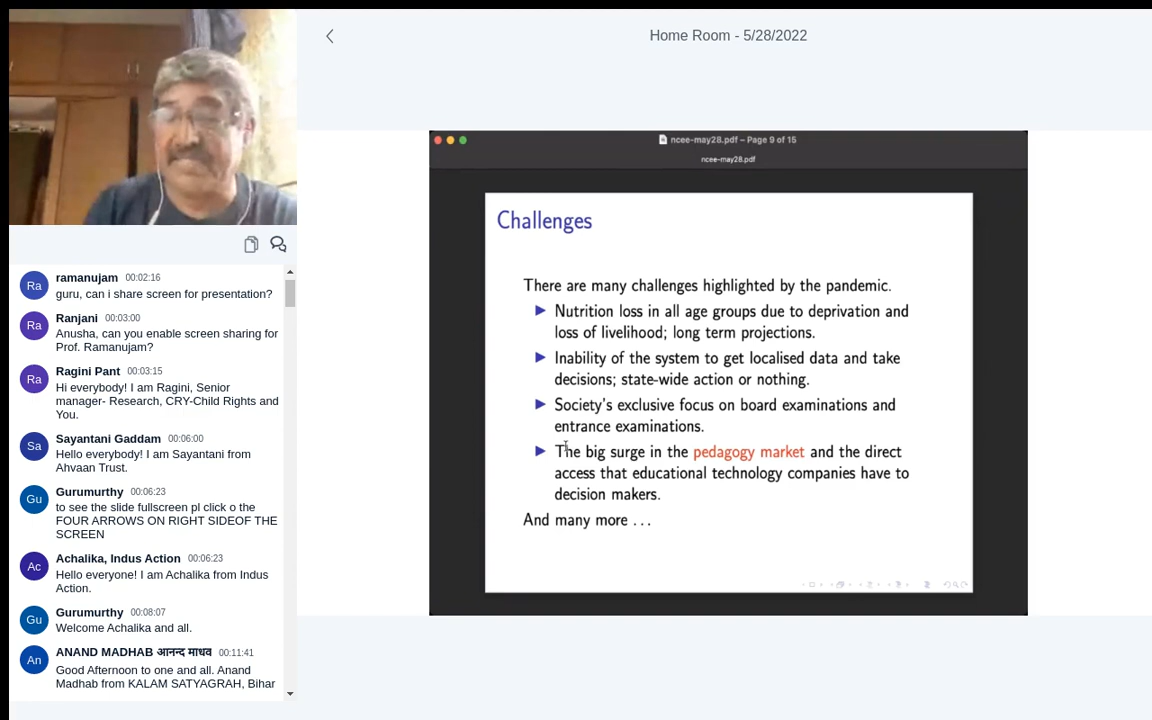 Home Room - 5/28/2022
Ra
ramanujam 00:02:16
guru, can i share screen for presentation?
Ra
Ranjani 00:03:00
Anusha, can you enable screen sharing for
Prof. Ramanujam?
Ra
Ragini Pant 00:03:15
Hi everybody! I am Ragini, Senior
manager- Research, CRY-Child Rights and
You.
Sa
Sayantani Gaddam 00:06:00
Hello everybody! I am Sayantani from
Ahvaan Trust.
Gu
Gurumurthy 00:06:23
to see the slide fullscreen pl click o the
FOUR ARROWS ON RIGHT SIDEOF THE
SCREEN
Ac
Achalika, Indus Action 00:06:23
Hello everyone! I am Achalika from Indus
Action.
Gu
Gurumurthy 00:08:07
Welcome Achalika and all.
An
ANAND MADHAB आनन्द माधव 00:11:41
Good Afternoon to one and all. Anand
Madhab from KALAM SATYAGRAH, Bihar
ncee-may28.pdf – Page 9 of 15
ncee-may28.pdf
Challenges
There are many challenges highlighted by the pandemic.
Nutrition loss in all age groups due to deprivation and
loss of livelihood; long term projections.
Inability of the system to get localised data and take
decisions; state-wide action or nothing.
Society's exclusive focus on board examinations and
entrance examinations.
The big surge in the pedagogy market and the direct
access that educational technology companies have to
decision makers.
And many more ...